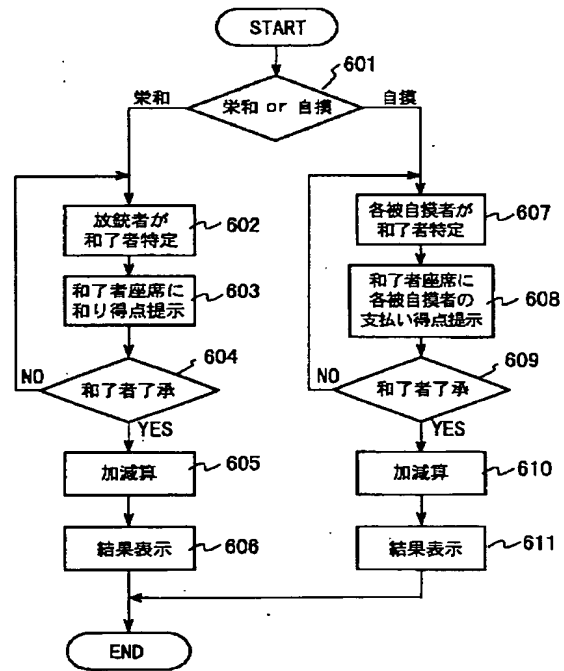 START
601
栄和 or 自摸
栄和
自摸
放銃者が
和了者特定
602
和了者座席に
和り得点提示
603
和了者了承
604
NO
YES
加減算
605
結果表示
606
各被自摸者が
和了者特定
607
和了者座席に
各被自摸者の
支払い得点提示
608
和了者了承
609
NO
YES
加減算
610
結果表示
611
END